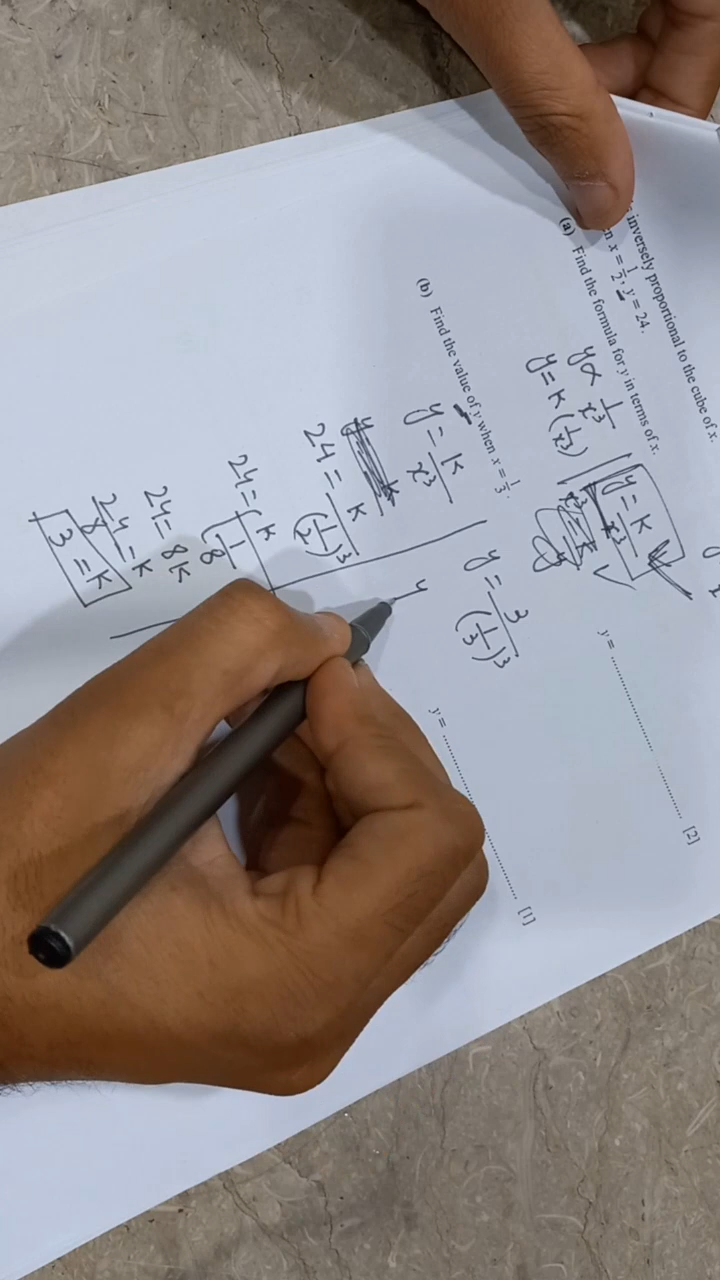 inversely proportional to the cube of x.
x = 1/2, y = 24.
(a) Find the formula for y in terms of x.
y ∝ 1/x³
y = K (1/x³)
y = K/x³
y = .................... [2]
(b) Find the value of y when x = 1/3.
y = K/x³
24 = K/(1/2)³
24 = K/(1/8
24 = 8K
24/8 = K
3 = K
y = 3/(1/3)³
y
y = .................... [1]